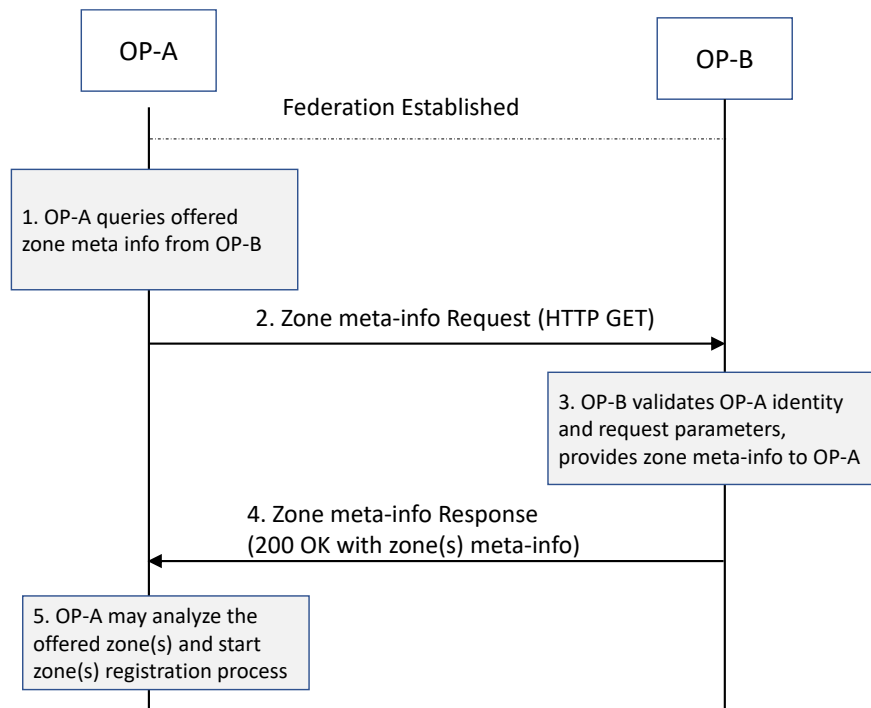 OP-A
OP-B
Federation Established
1. OP-A queries offered
zone meta info from OP-B
2. Zone meta-info Request (HTTP GET)
3. OP-B validates OP-A identity
and request parameters,
provides zone meta-info to OP-A
4. Zone meta-info Response
(200 OK with zone(s) meta-info)
5. OP-A may analyze the
offered zone(s) and start
zone(s) registration process